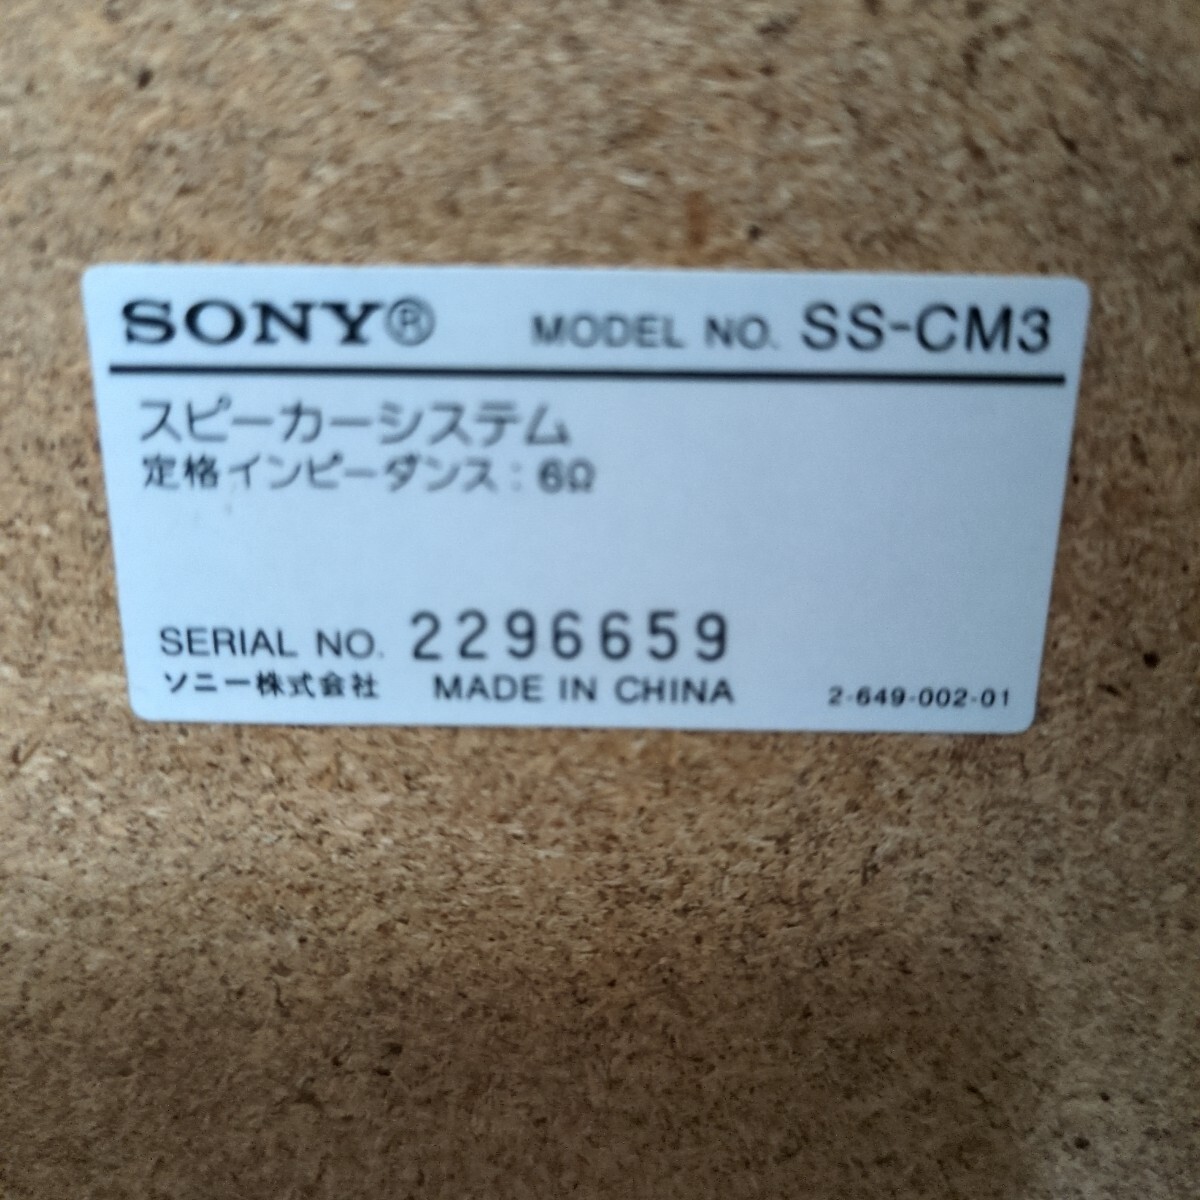 SONY® MODEL NO. SS-CM3
スピーカーシステム
定格インピーダンス：6Ω
SERIAL NO. 2296659
ソニー株式会社 MADE IN CHINA 2-649-002-01